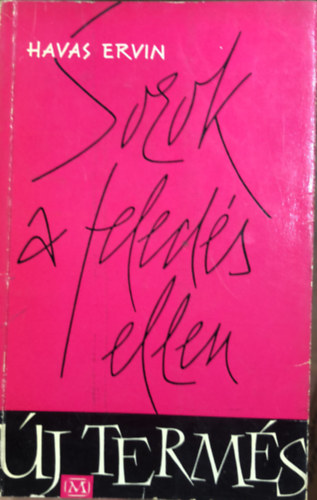 HAVAS ERVIN
Sorok
a feledés
ellen
ÚJ TERMÉS
M